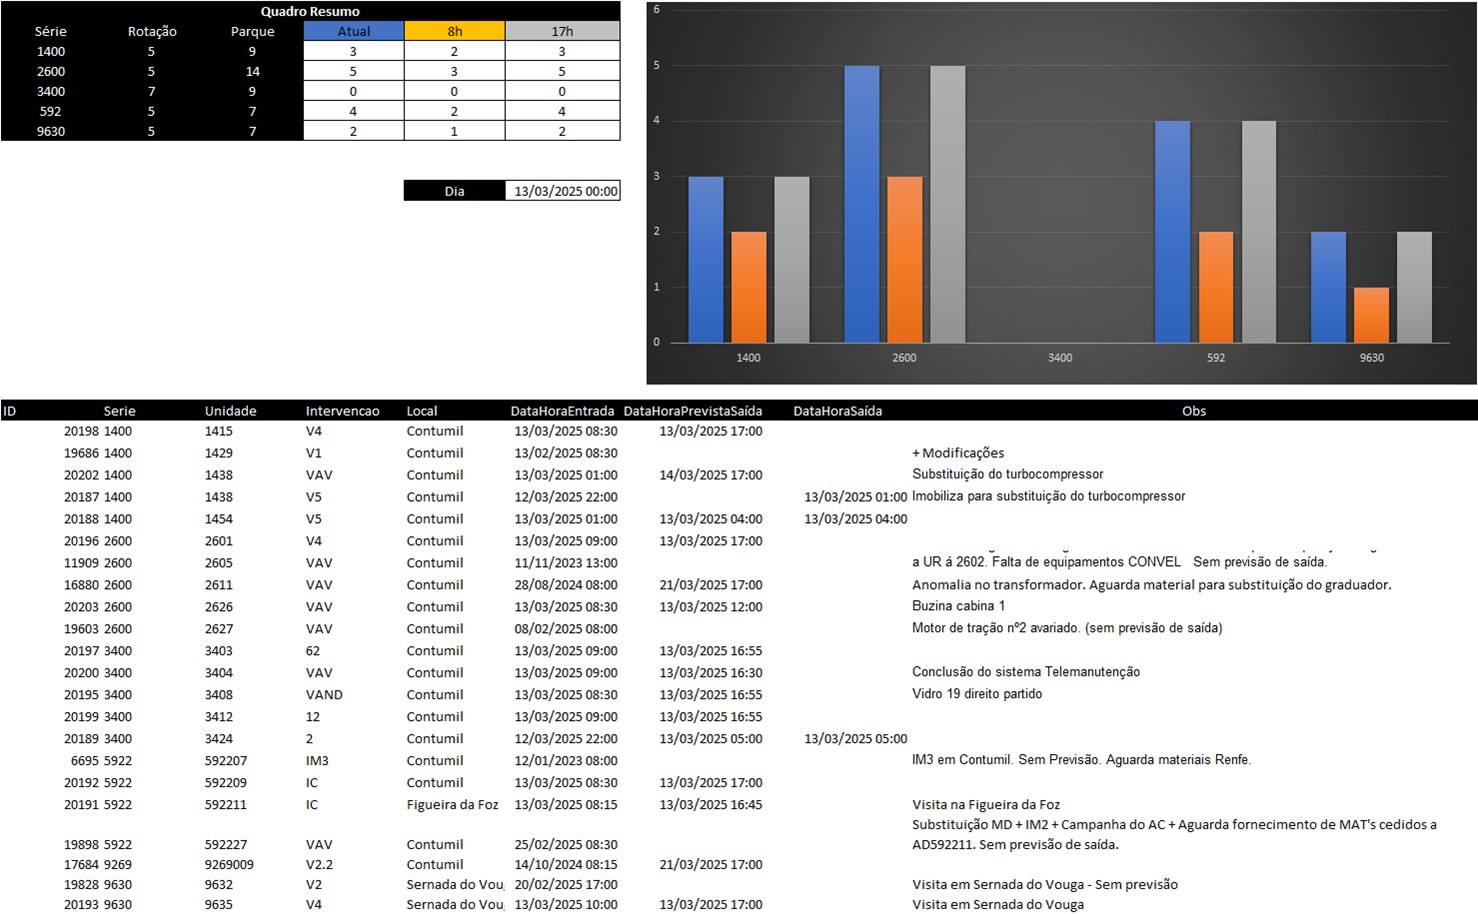 Quadro Resumo
Série Rotação Parque Atual 8h 17h
1400 5 9 3 2 3
2600 5 14 5 3 5
3400 7 9 0 0 0
592 5 7 4 2 4
9630 5 7 2 1 2
Dia 13/03/2025 00:00
6
5
4
3
2
1
0
1400 2600 3400 592 9630
ID Serie Unidade Intervencao Local DataHoraEntrada DataHoraPrevistaSaída DataHoraSaída Obs
20198 1400 1415 V4 Contumil 13/03/2025 08:30 13/03/2025 17:00
19686 1400 1429 V1 Contumil 13/02/2025 08:30 + Modificações
20202 1400 1438 VAV Contumil 13/03/2025 01:00 14/03/2025 17:00 Substituição do turbocompressor
20187 1400 1438 V5 Contumil 12/03/2025 22:00 13/03/2025 01:00 Imobiliza para substituição do turbocompressor
20188 1400 1454 V5 Contumil 13/03/2025 01:00 13/03/2025 04:00 13/03/2025 04:00
20196 2600 2601 V4 Contumil 13/03/2025 09:00 13/03/2025 17:00
11909 2600 2605 VAV Contumil 11/11/2023 13:00 a UR á 2602. Falta de equipamentos CONVEL Sem previsão de saída.
16880 2600 2611 VAV Contumil 28/08/2024 08:00 21/03/2025 17:00 Anomalia no transformador. Aguarda material para substituição do graduador.
20203 2600 2626 VAV Contumil 13/03/2025 08:30 13/03/2025 12:00 Buzina cabina 1
19603 2600 2627 VAV Contumil 08/02/2025 08:00 Motor de tração nº2 avariado. (sem previsão de saída)
20197 3400 3403 62 Contumil 13/03/2025 09:00 13/03/2025 16:55
20200 3400 3404 VAV Contumil 13/03/2025 09:00 13/03/2025 16:30 Conclusão do sistema Telemanutenção
20195 3400 3408 VAND Contumil 13/03/2025 08:30 13/03/2025 16:55 Vidro 19 direito partido
20199 3400 3412 12 Contumil 13/03/2025 09:00 13/03/2025 16:55
20189 3400 3424 2 Contumil 12/03/2025 22:00 13/03/2025 05:00 13/03/2025 05:00
6695 5922 592207 IM3 Contumil 12/01/2023 08:00 IM3 em Contumil. Sem Previsão. Aguarda materiais Renfe.
20192 5922 592209 IC Contumil 13/03/2025 08:30 13/03/2025 17:00
20191 5922 592211 IC Figueira da Foz 13/03/2025 08:15 13/03/2025 16:45 Visita na Figueira da Foz
Substituição MD + IM2 + Campanha do AC + Aguarda fornecimento de MAT's cedidos a
19898 5922 592227 VAV Contumil 25/02/2025 08:30 AD592211. Sem previsão de saída.
17684 9269 9269009 V2.2 Contumil 14/10/2024 08:15 21/03/2025 17:00
19828 9630 9632 V2 Sernada do Vou 20/02/2025 17:00 Visita em Sernada do Vouga - Sem previsão
20193 9630 9635 V4 Sernada do Vou 13/03/2025 10:00 13/03/2025 17:00 Visita em Sernada do Vouga